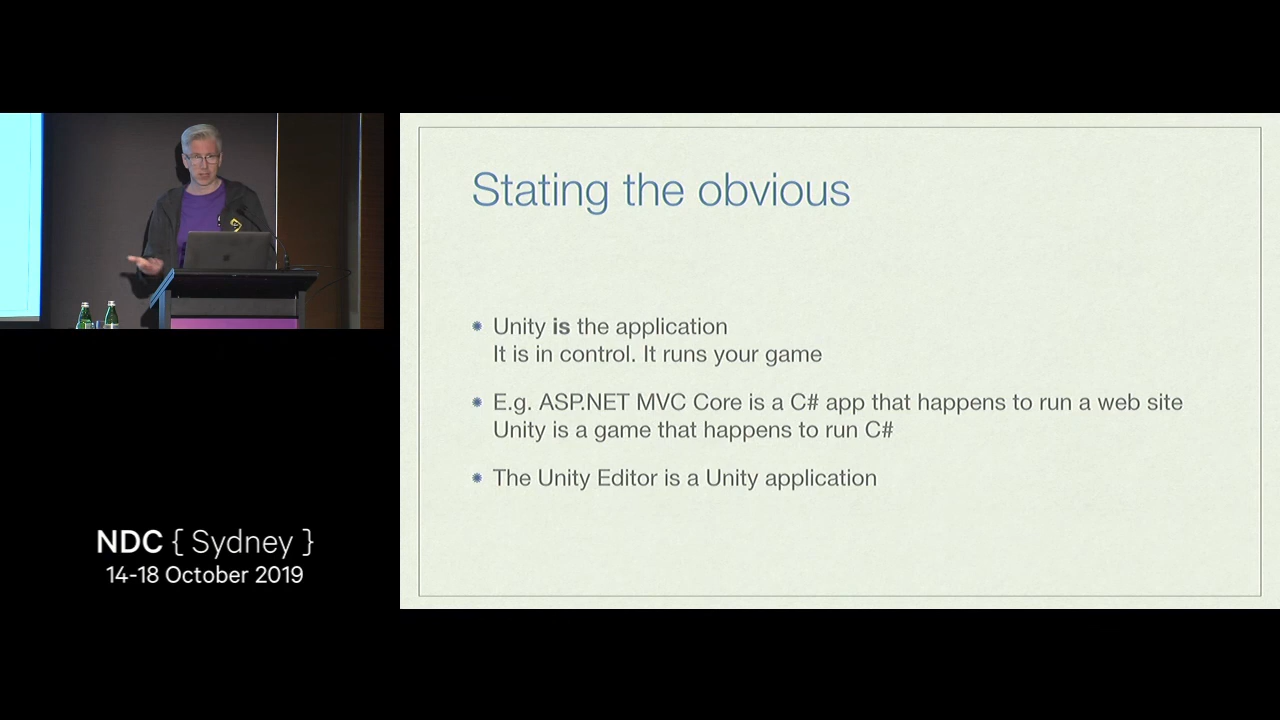 Stating the obvious
Unity is the application
It is in control. It runs your game
E.g. ASP.NET MVC Core is a C# app that happens to run a web site
Unity is a game that happens to run C#
The Unity Editor is a Unity application
NDC { Sydney }
14-18 October 2019